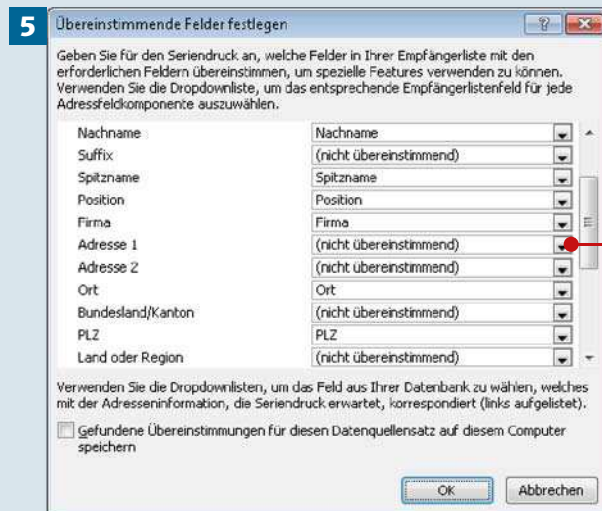 5
Übereinstimmende Felder festlegen
Geben Sie für den Seriendruck an, welche Felder in Ihrer Empfängerliste mit den
erforderlichen Feldern übereinstimmen, um spezielle Features verwenden zu können.
Verwenden Sie die Dropdownliste, um das entsprechende Empfängerlistenfeld für jede
Adressfeldkomponente auszuwählen.
Nachname Nachname
Suffix (nicht übereinstimmend)
Spitzname Spitzname
Position Position
Firma Firma
Adresse 1 (nicht übereinstimmend)
Adresse 2 (nicht übereinstimmend)
Ort Ort
Bundesland/Kanton (nicht übereinstimmend)
PLZ PLZ
Land oder Region (nicht übereinstimmend)
Verwenden Sie die Dropdownlisten, um das Feld aus Ihrer Datenbank zu wählen, welches
mit der Adresseninformation, die Seriendruck erwartet, korrespondiert (links aufgelistet).
Gefundene Übereinstimmungen für diesen Datenquellensatz auf diesem Computer
speichern
OK Abbrechen